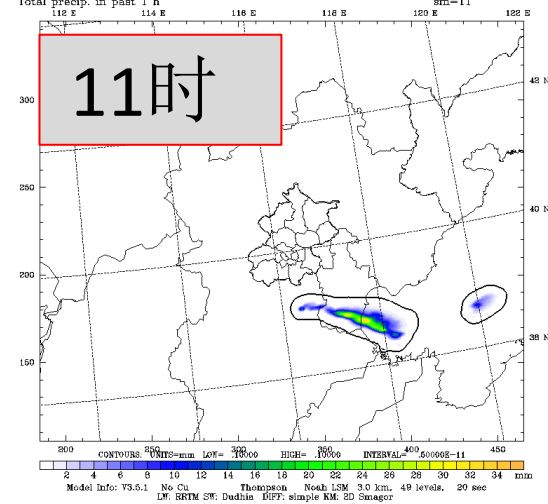 Total precip. in past 1 h sm=11
112 E 114 E 116 E 118 E 120 E 122 E
11时
42 N
300
250
40 N
200
38 N
150
200 250 300 350 400 450
CONTOURS: UNITS=mm LOW= .10000 HIGH= .10000 INTERVAL= .50000E-11
2 4 6 8 10 12 14 16 18 20 22 24 26 28 30 32 34 mm
Model Info: V3.5.1 No Cu Thompson Noah LSM 3.0 km, 49 levels, 20 sec
LW: RRTM SW: Dudhia DIFF: simple KM: 2D Smagor